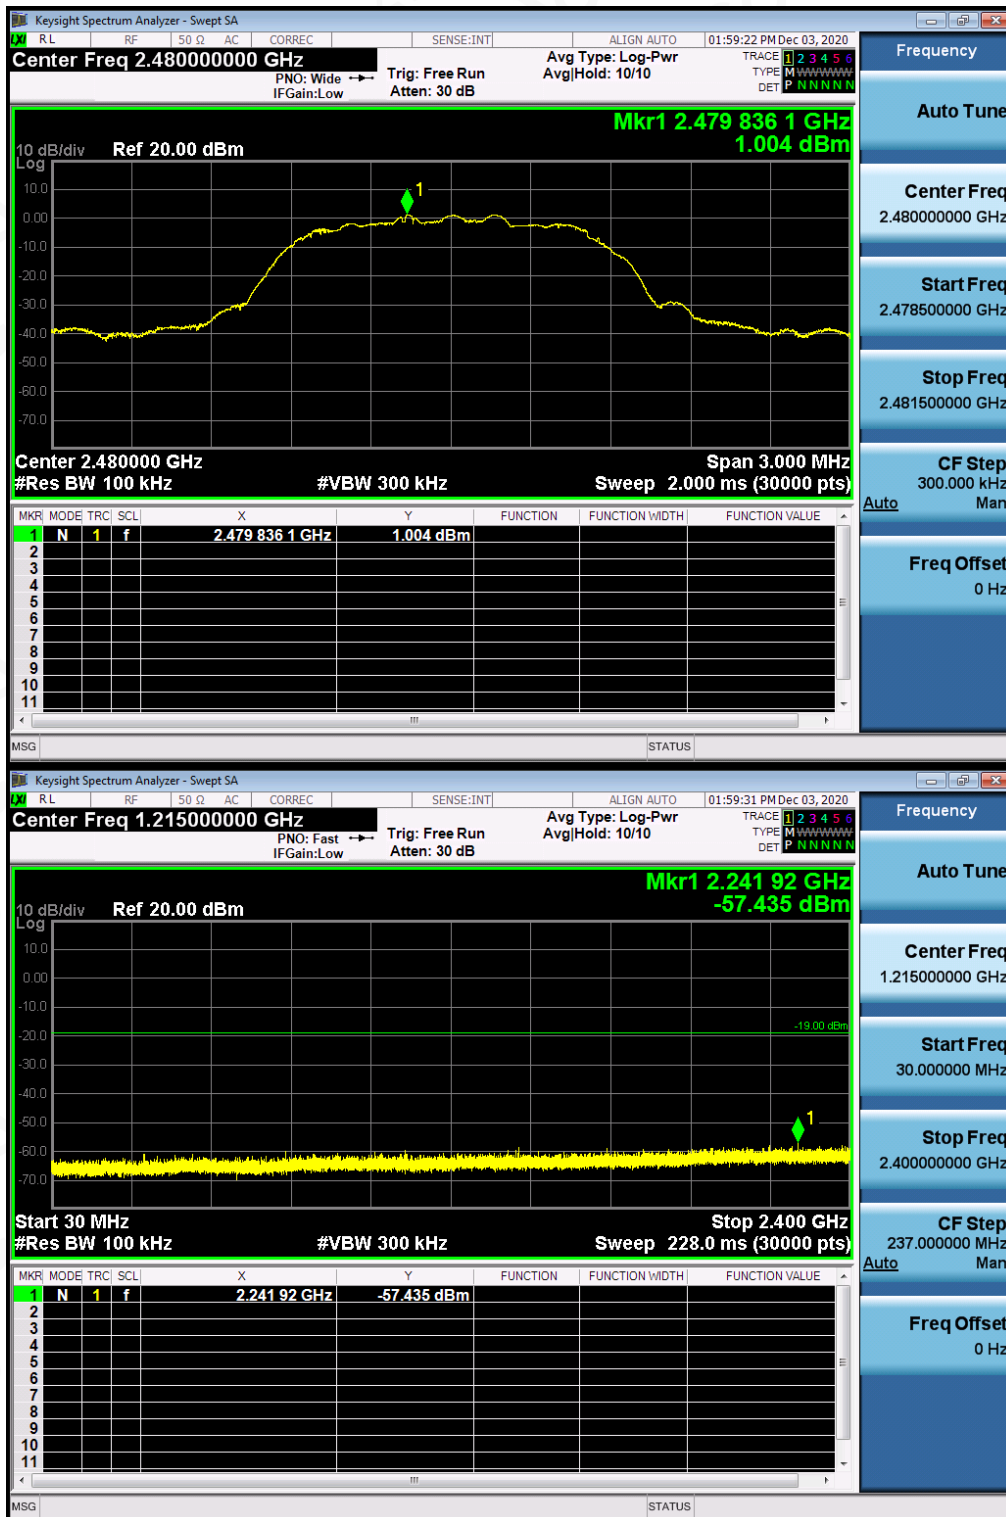 Keysight Spectrum Analyzer - Swept SA
LXI RL RF 50 Ω AC CORREC SENSE:INT ALIGN AUTO 01:59:22 PM Dec 03, 2020
Center Freq 2.480000000 GHz
PNO: Wide
IFGain:Low
Trig: Free Run
Atten: 30 dB
Avg Type: Log-Pwr
Avg|Hold: 10/10
TRACE 1 2 3 4 5 6
TYPE M WWWWW
DET P N N N N N
Mkr1 2.479 836 1 GHz
1.004 dBm
10 dB/div Ref 20.00 dBm
Log
10.0
0.00
-10.0
-20.0
-30.0
-40.0
-50.0
-60.0
-70.0
1
Center 2.480000 GHz Span 3.000 MHz
#Res BW 100 kHz #VBW 300 kHz Sweep 2.000 ms (30000 pts)
MKR MODE TRC SCL X Y FUNCTION FUNCTION WIDTH FUNCTION VALUE
1 N 1 f 2.479 836 1 GHz 1.004 dBm
2
3
4
5
6
7
8
9
10
11
MSG STATUS
Frequency
Auto Tune
Center Freq
2.480000000 GHz
Start Freq
2.478500000 GHz
Stop Freq
2.481500000 GHz
CF Step
300.000 kHz
Auto Man
Freq Offset
0 Hz
Keysight Spectrum Analyzer - Swept SA
LXI RL RF 50 Ω AC CORREC SENSE:INT ALIGN AUTO 01:59:31 PM Dec 03, 2020
Center Freq 1.215000000 GHz
PNO: Fast
IFGain:Low
Trig: Free Run
Atten: 30 dB
Avg Type: Log-Pwr
Avg|Hold: 10/10
TRACE 1 2 3 4 5 6
TYPE M WWWWW
DET P N N N N N
Mkr1 2.241 92 GHz
-57.435 dBm
10 dB/div Ref 20.00 dBm
Log
10.0
0.00
-10.0
-20.0
-30.0
-40.0
-50.0
-60.0
-70.0
-19.00 dBm
1
Start 30 MHz Stop 2.400 GHz
#Res BW 100 kHz #VBW 300 kHz Sweep 228.0 ms (30000 pts)
MKR MODE TRC SCL X Y FUNCTION FUNCTION WIDTH FUNCTION VALUE
1 N 1 f 2.241 92 GHz -57.435 dBm
2
3
4
5
6
7
8
9
10
11
MSG STATUS
Frequency
Auto Tune
Center Freq
1.215000000 GHz
Start Freq
30.000000 MHz
Stop Freq
2.400000000 GHz
CF Step
237.000000 MHz
Auto Man
Freq Offset
0 Hz